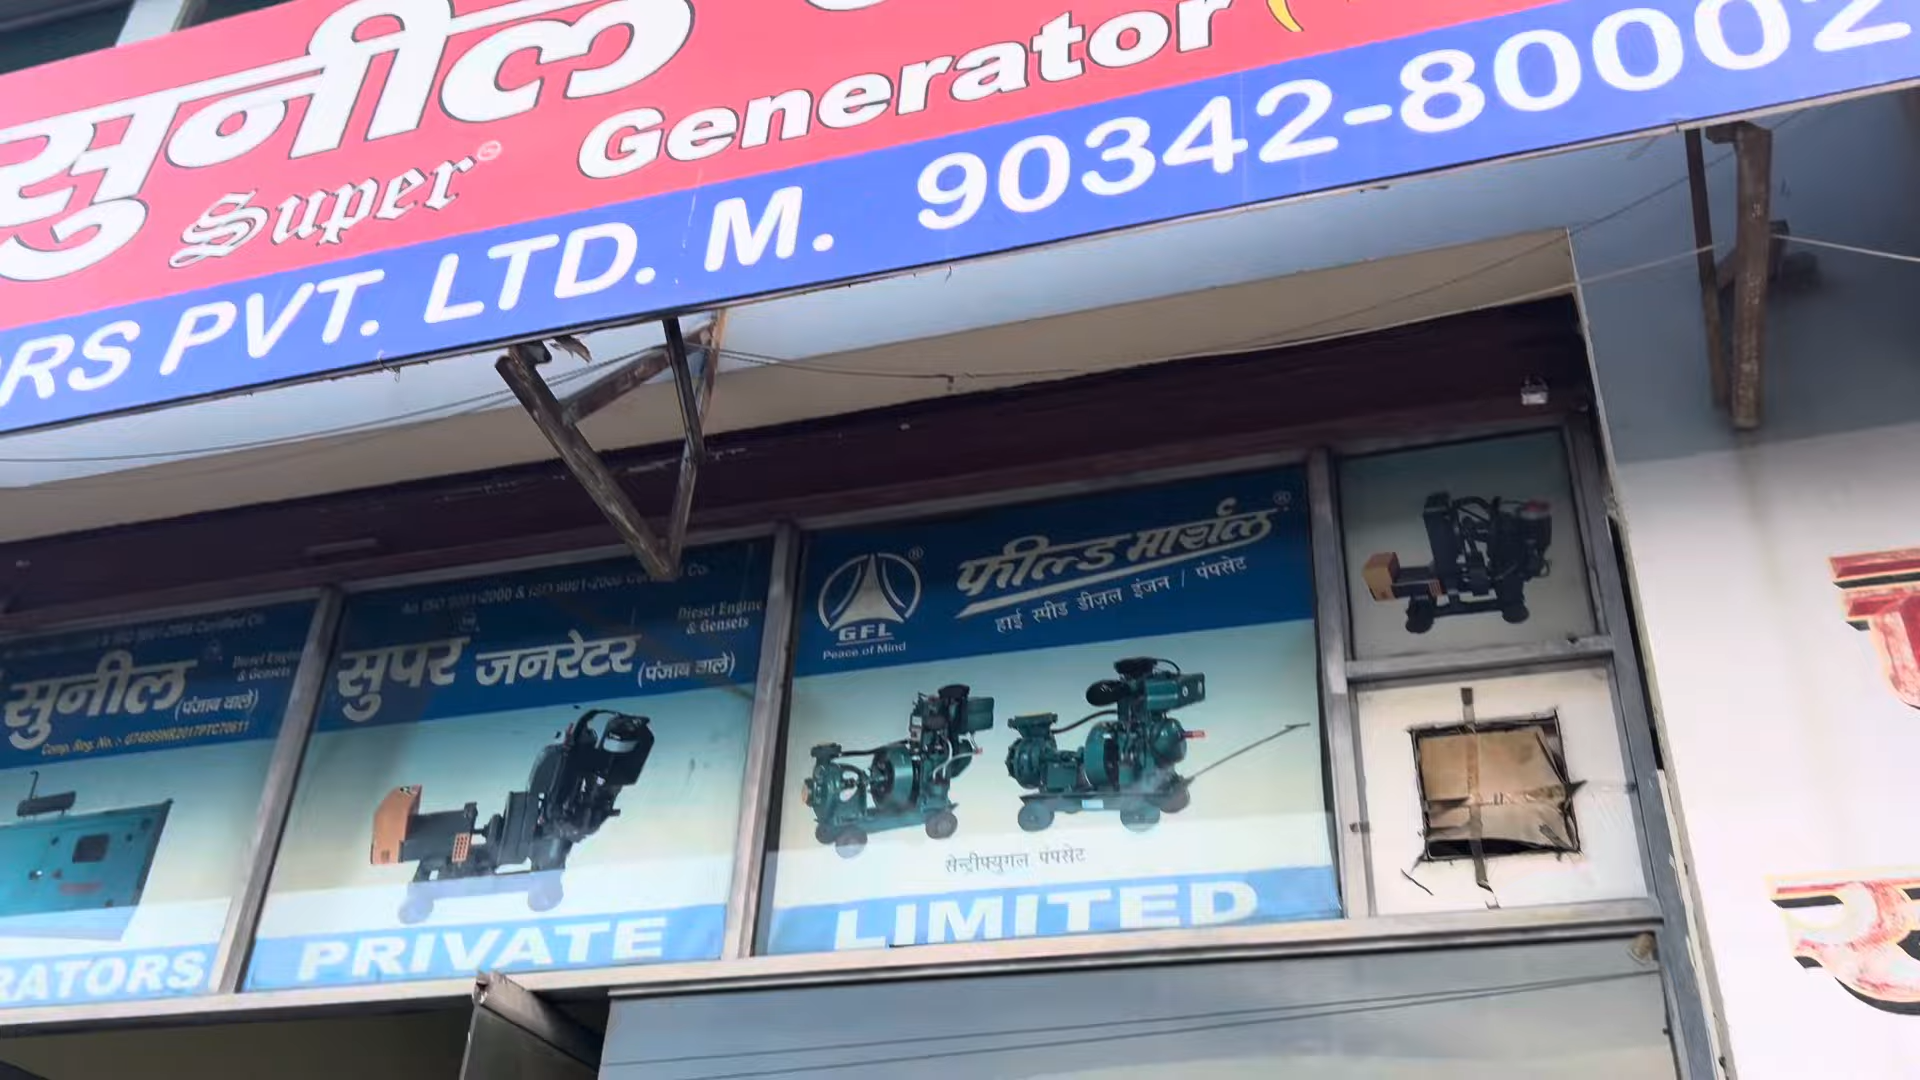 सुनील
Super Generator
RS PVT. LTD. M. 90342-80002
सुनील (पंजाब वाले)
Diesel Engine
& Gensets
An ISO 9001-2000 & ISO 9001-2008 Certified Co.
सुपर जनरेटर (पंजाब वाले)
Diesel Engine
& Gensets
GFL
Peace of Mind
फील्ड मार्शल
हाई स्पीड डीज़ल इंजन / पंपसेट
सेन्ट्रीफ्युगल पंपसेट
RATORS
PRIVATE
LIMITED